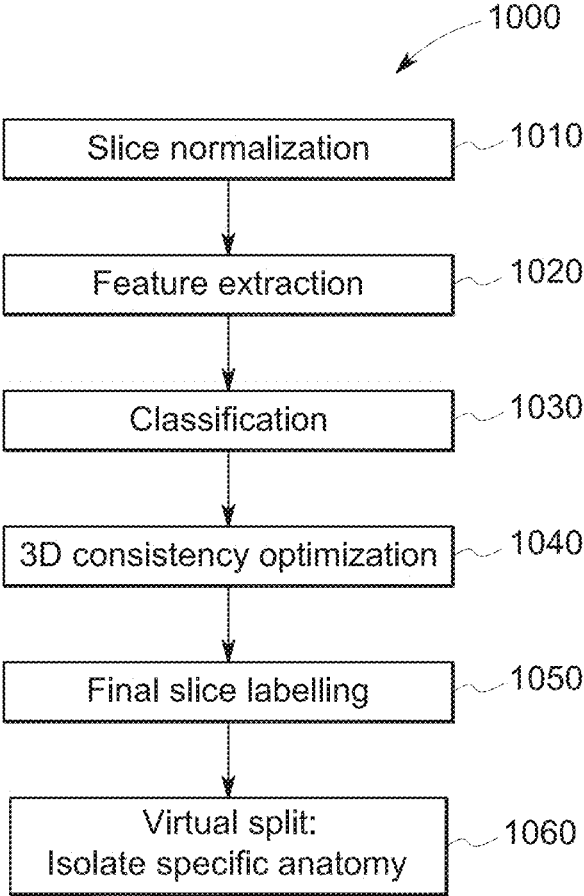 1000
Slice normalization
1010
Feature extraction
1020
Classification
1030
3D consistency optimization
1040
Final slice labelling
1050
Virtual split:
Isolate specific anatomy
1060